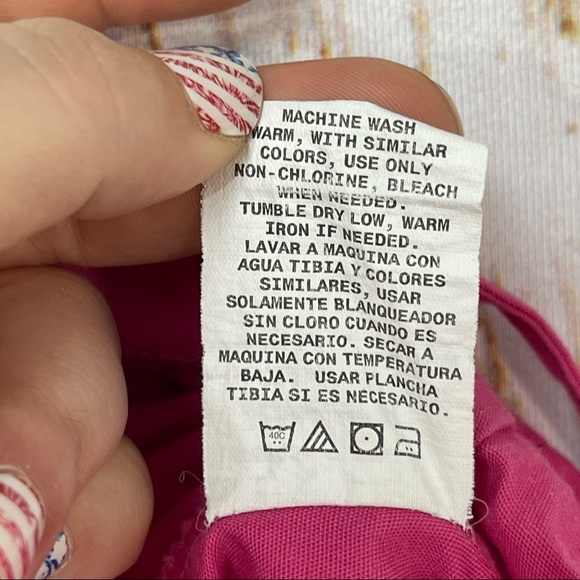 MACHINE WASH
WARM, WITH SIMILAR
COLORS, USE ONLY
NON-CHLORINE, BLEACH
WHEN NEEDED.
TUMBLE DRY LOW, WARM
IRON IF NEEDED.
LAVAR A MAQUINA CON
AGUA TIBIA Y COLORES
SIMILARES, USAR
SOLAMENTE BLANQUEADOR
SIN CLORO CUANDO ES
NECESARIO. SECAR A
MAQUINA CON TEMPERATURA
BAJA. USAR PLANCHA
TIBIA SI ES NECESARIO.
40C